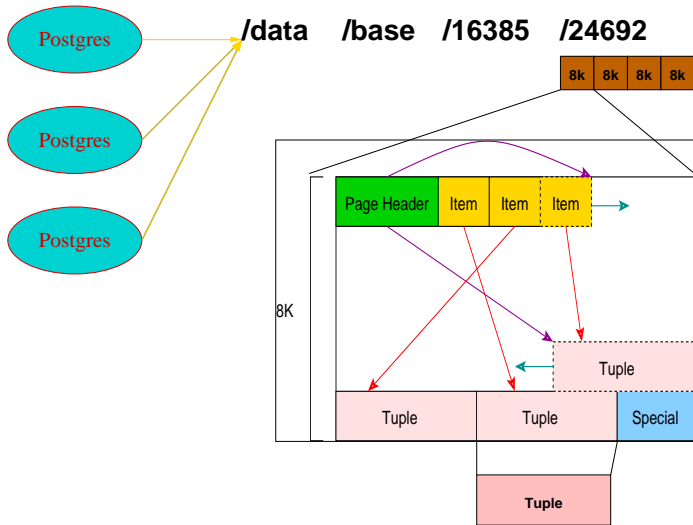 Postgres
/data /base /16385 /24692
8k 8k 8k 8k
Postgres
Page Header Item Item Item
Postgres
8K
Tuple
Tuple Tuple Special
Tuple